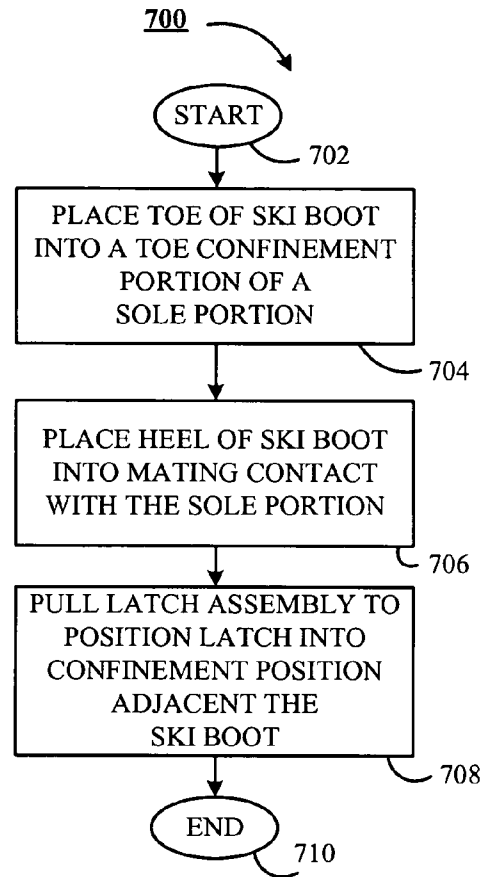 700
START
702
PLACE TOE OF SKI BOOT
INTO A TOE CONFINEMENT
PORTION OF A
SOLE PORTION
704
PLACE HEEL OF SKI BOOT
INTO MATING CONTACT
WITH THE SOLE PORTION
706
PULL LATCH ASSEMBLY TO
POSITION LATCH INTO
CONFINEMENT POSITION
ADJACENT THE
SKI BOOT
708
END
710